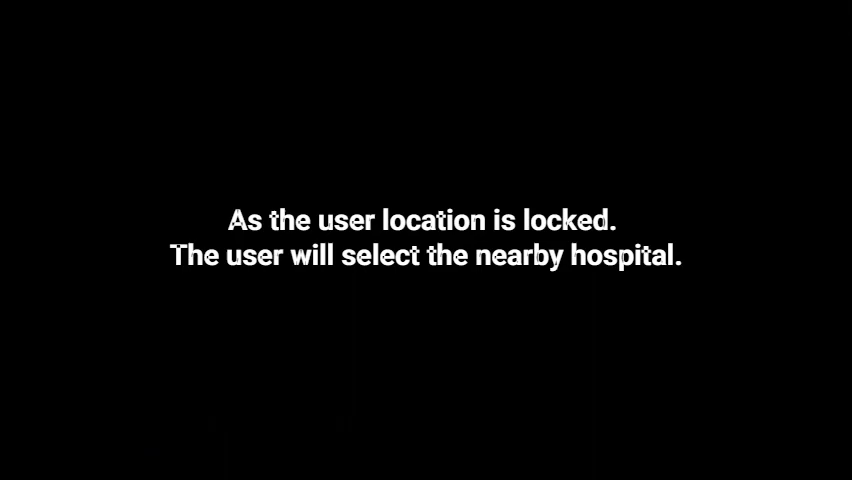 As the user location is locked.
The user will select the nearby hospital.